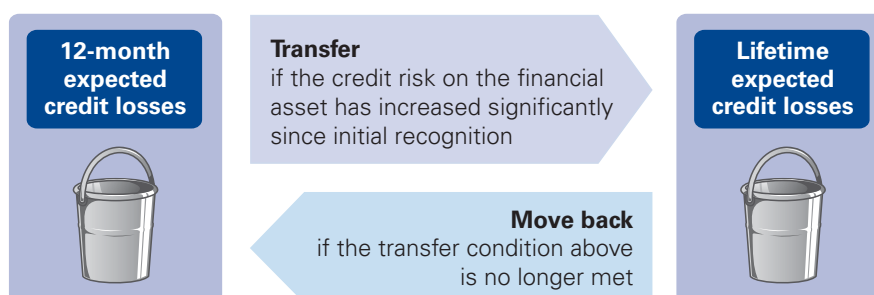 12-month
expected
credit losses
Transfer
if the credit risk on the financial
asset has increased significantly
since initial recognition
Move back
if the transfer condition above
is no longer met
Lifetime
expected
credit losses